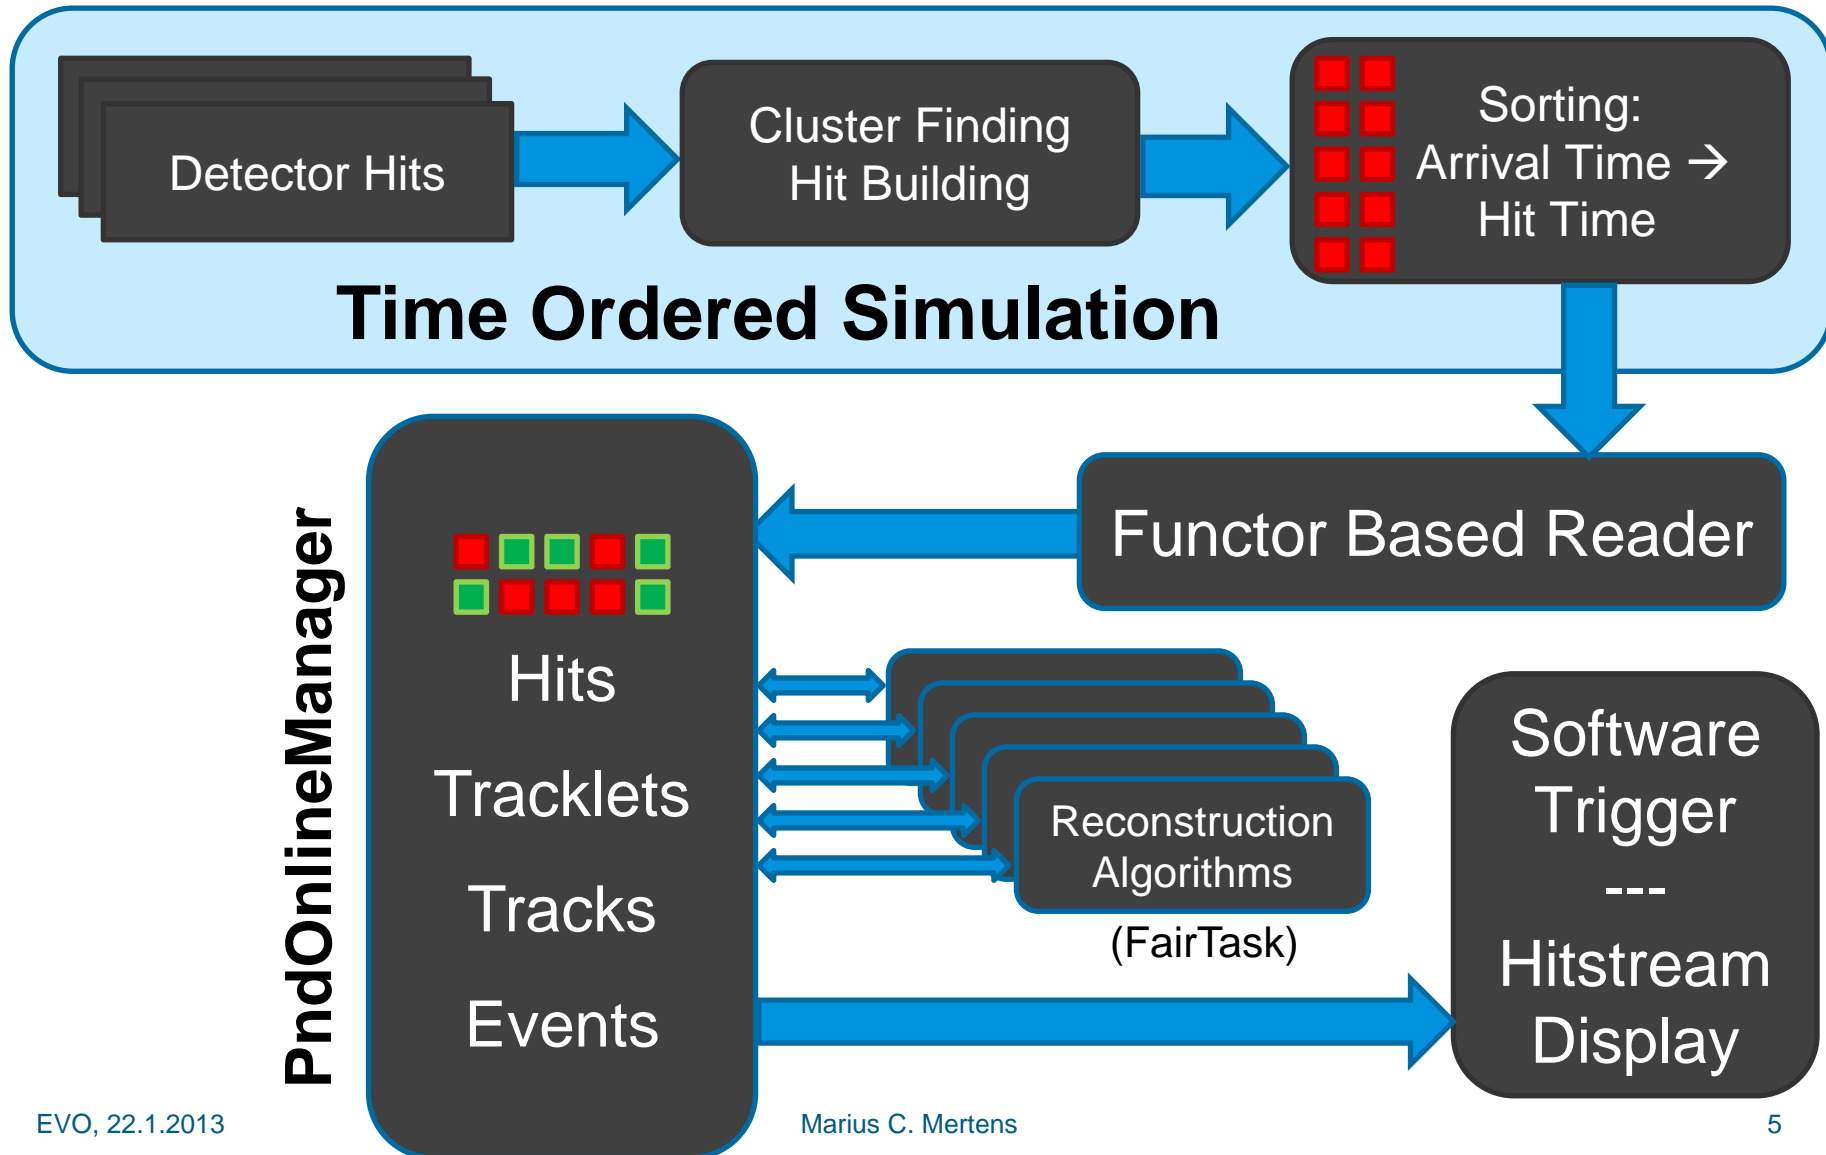 Detector Hits
Cluster Finding
Hit Building
Sorting:
Arrival Time →
Hit Time
Time Ordered Simulation
PndOnlineManager
Functor Based Reader
Hits
Tracklets
Tracks
Events
Reconstruction
Algorithms
(FairTask)
Software
Trigger
---
Hitstream
Display
EVO, 22.1.2013
Marius C. Mertens
5